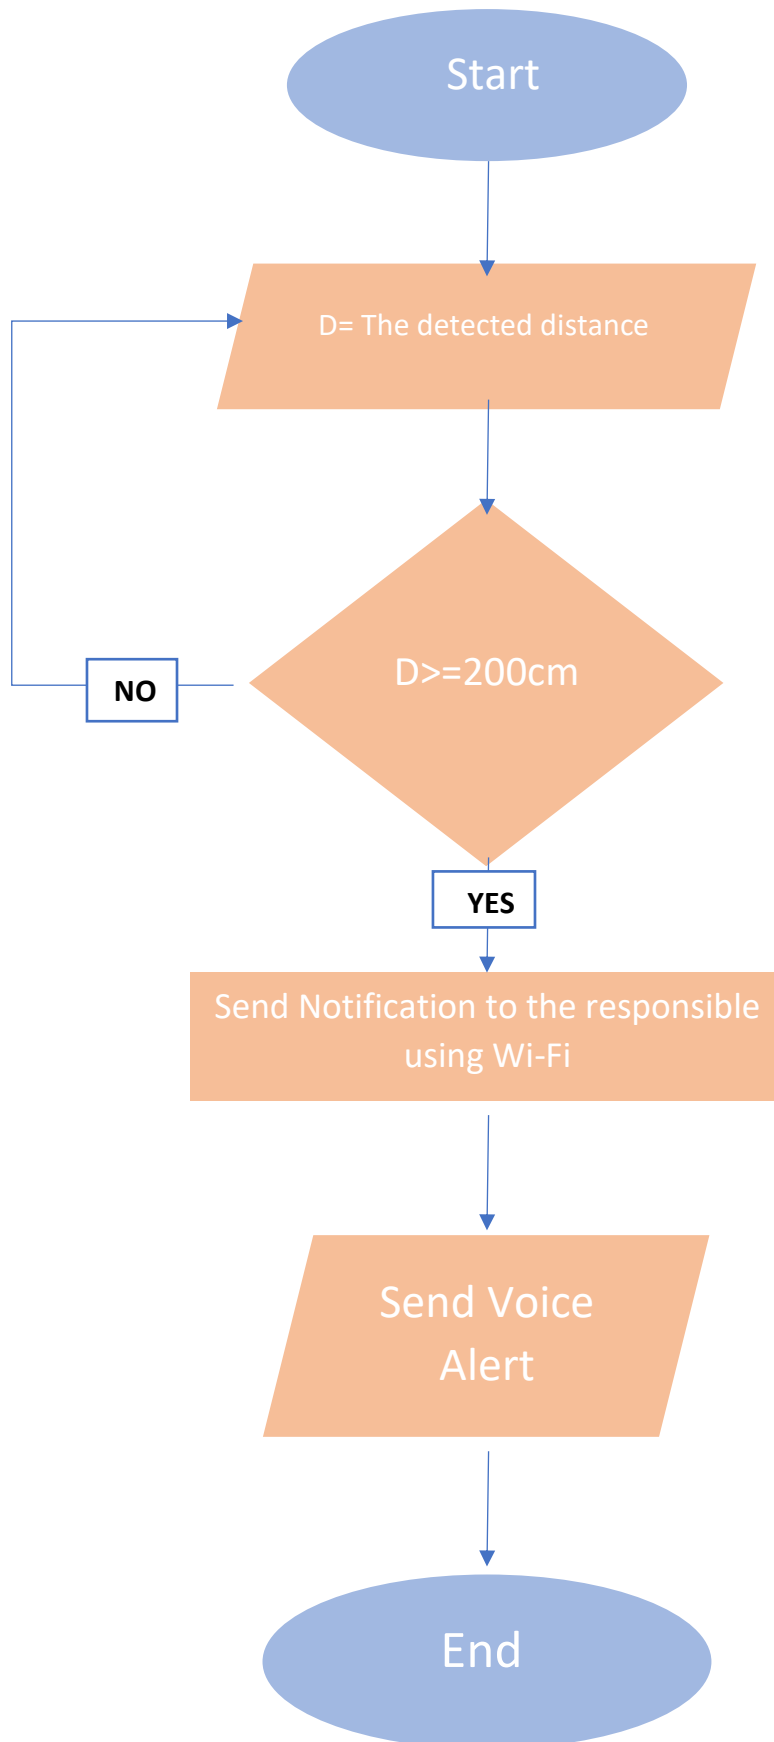 Start
D= The detected distance
D>=200cm
NO
YES
Send Notification to the responsible
using Wi-Fi
Send Voice
Alert
End